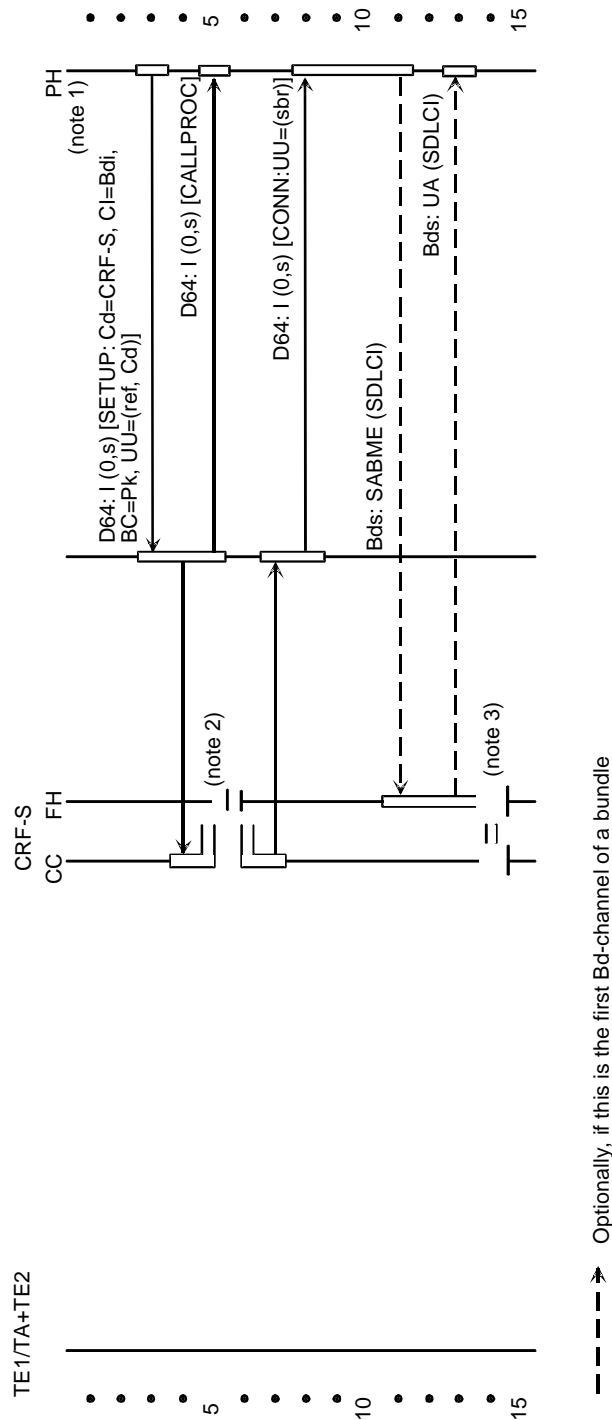 TE1/TA+TE2
CRF-S
CC
FH
PH
(note 1)
D64: I (0,s) [SETUP: Cd=CRF-S, CI=Bdi,
BC=Pk, UU=(ref, Cd)]
D64: I (0,s) [CALLPROC]
(note 2)
5
5
D64: I (0,s) [CONN:UU=(sbr)]
10
10
Bds: SABME (SDLCI)
Bds: UA (SDLCI)
(note 3)
15
15
Optionally, if this is the first Bd-channel of a bundle